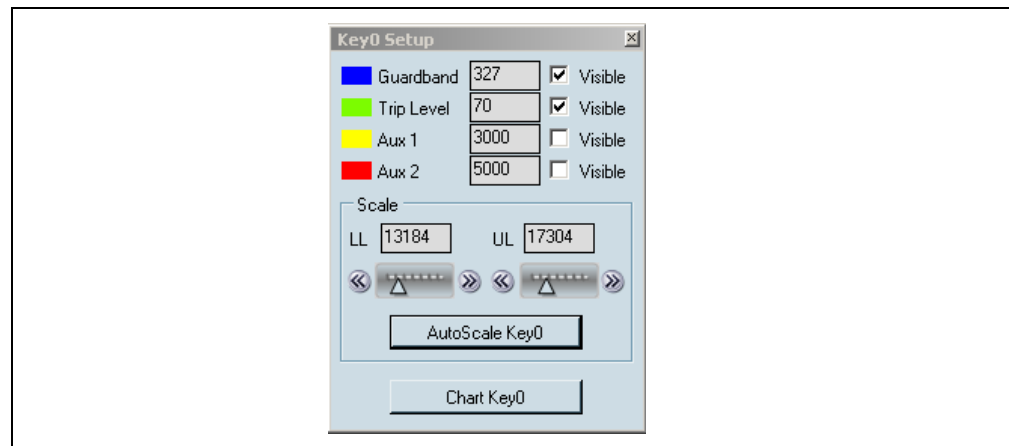 Key0 Setup
Guardband 327 Visible
Trip Level 70 Visible
Aux 1 3000 Visible
Aux 2 5000 Visible
Scale
LL 13184 UL 17304
AutoScale Key0
Chart Key0